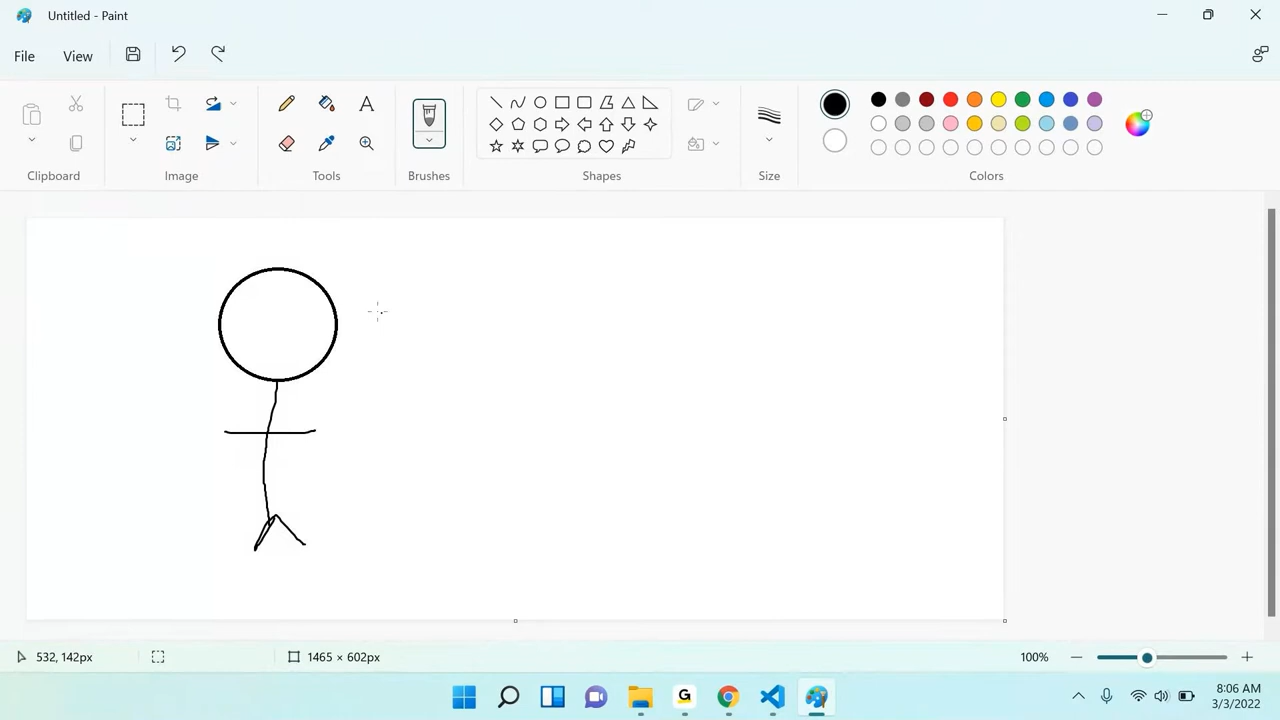 Untitled - Paint
File View
Clipboard Image Tools Brushes Shapes Size Colors
A
532, 142px 1465 × 602px 100%
G
8:06 AM
3/3/2022